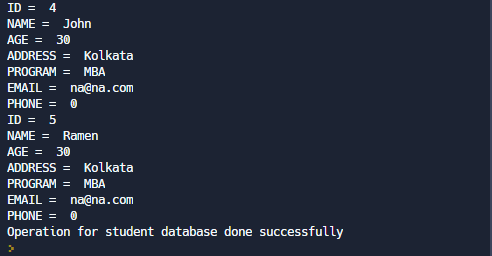 ID =  4
NAME =  John
AGE =  30
ADDRESS =  Kolkata
PROGRAM =  MBA
EMAIL =  na@na.com
PHONE =  0
ID =  5
NAME =  Ramen
AGE =  30
ADDRESS =  Kolkata
PROGRAM =  MBA
EMAIL =  na@na.com
PHONE =  0
Operation for student database done successfully
>